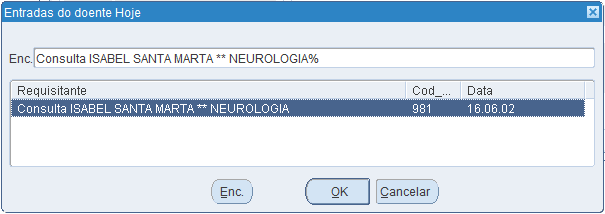 Entradas do doente Hoje
Enc. Consulta ISABEL SANTA MARTA ** NEUROLOGIA%
Requisitante Cod_... Data
Consulta ISABEL SANTA MARTA ** NEUROLOGIA 981 16.06.02
Enc. OK Cancelar